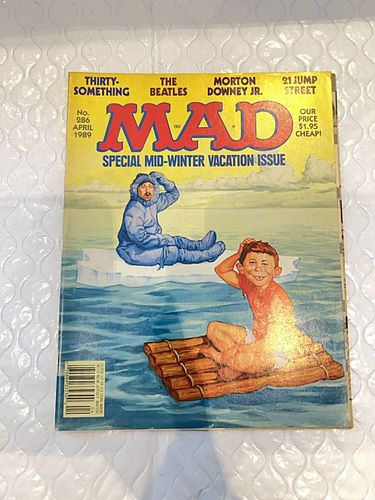 THIRTY- THE MORTON 21 JUMP
SOMETHING BEATLES DOWNEY JR. STREET
No.
286
APRIL
1989
MAD
IND
OUR
PRICE
$1.95
CHEAP!
SPECIAL MID-WINTER VACATION ISSUE